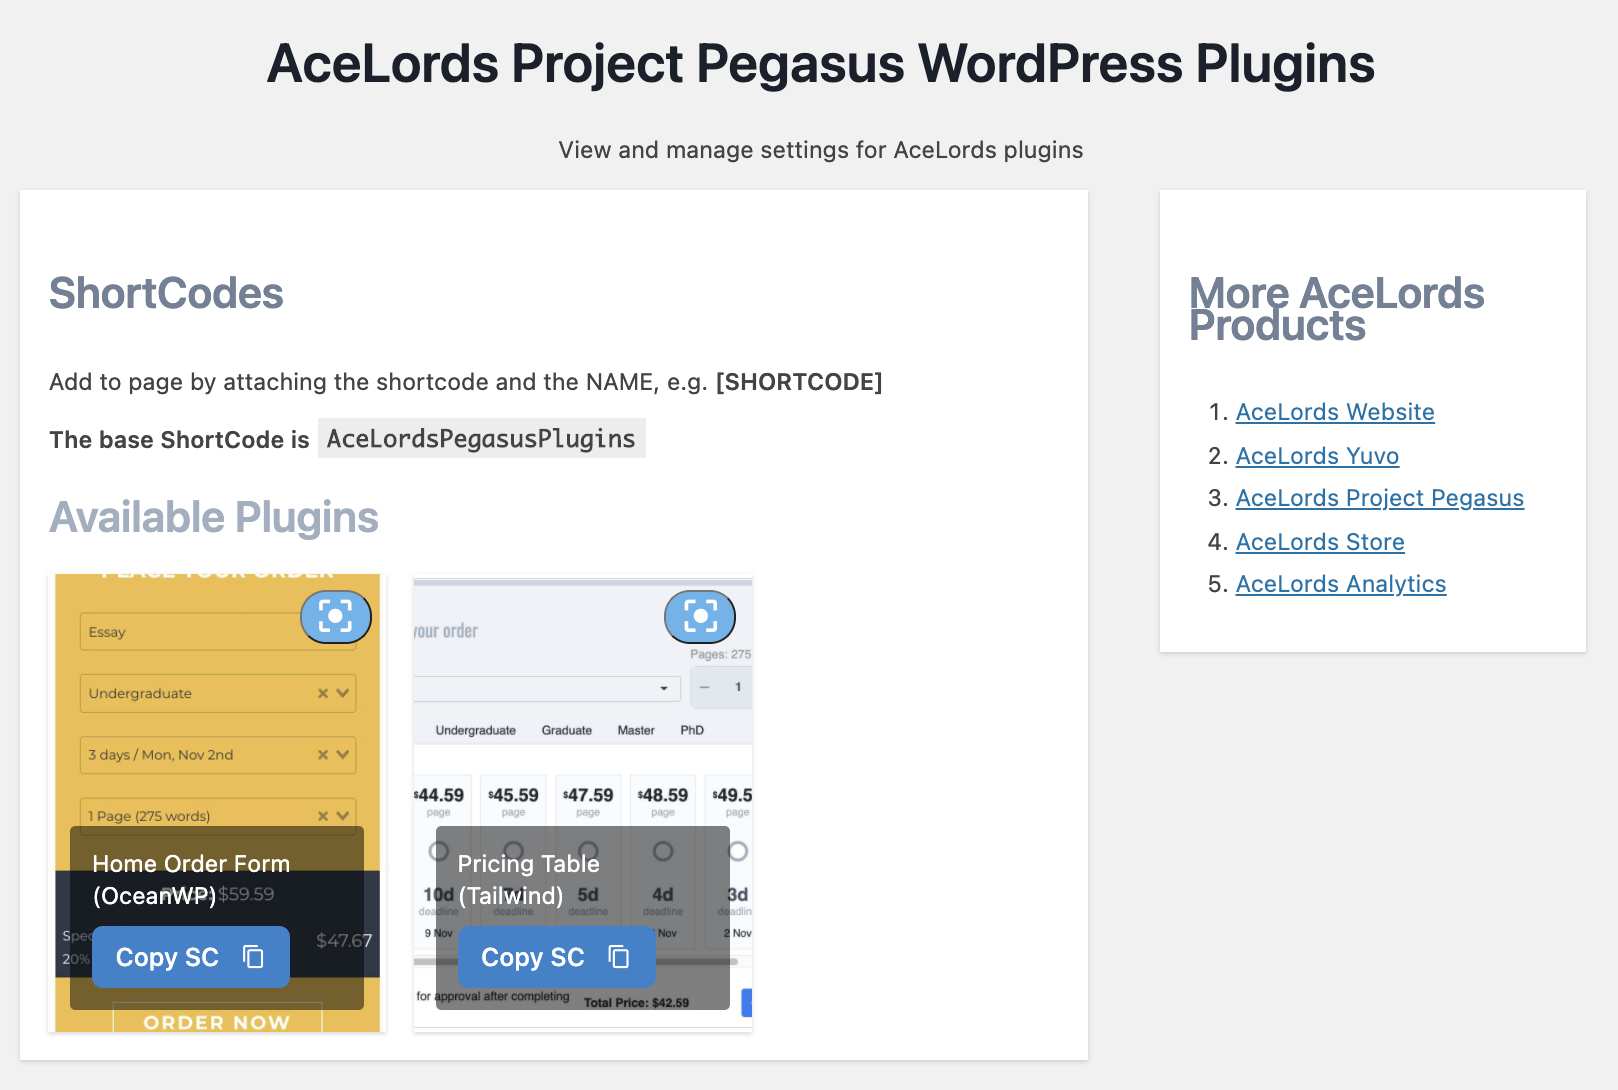 AceLords Project Pegasus WordPress Plugins
View and manage settings for AceLords plugins
ShortCodes
Add to page by attaching the shortcode and the NAME, e.g. [SHORTCODE]
The base ShortCode is AceLordsPegasusPlugins
Available Plugins
PLACE YOUR ORDER
Essay
Undergraduate
3 days / Mon, Nov 2nd
1 Page (275 words)
Home Order Form
(OceanWP)
$59.59
20%
$47.67
Copy SC
ORDER NOW
your order
Pages: 275
1
Undergraduate Graduate Master PhD
$44.59 $45.59 $47.59 $48.59 $49.5
page page page page page
Pricing Table
(Tailwind)
10d 5d 4d 3d
deadline deadline deadline deadlin
9 Nov Nov 2 Nov
Copy SC
for approval after completing Total Price: $42.59
More AceLords
Products
1. AceLords Website
2. AceLords Yuvo
3. AceLords Project Pegasus
4. AceLords Store
5. AceLords Analytics